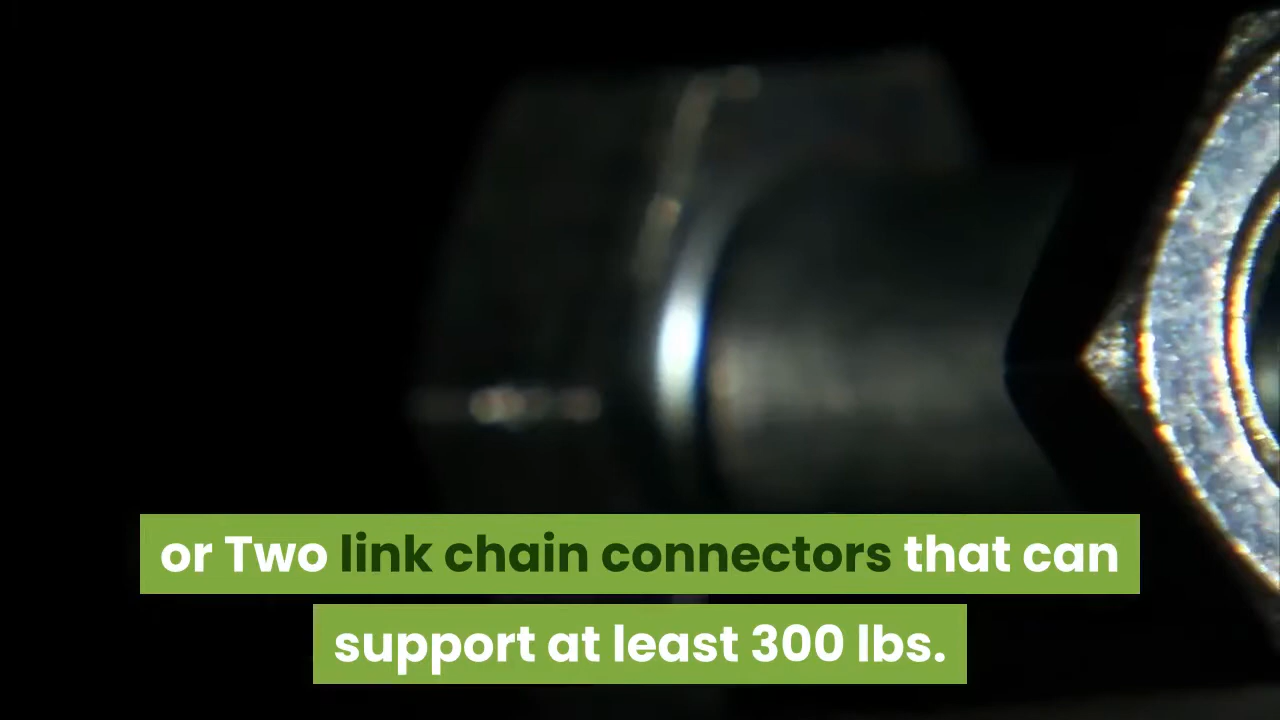 or Two link chain connectors that can
support at least 300 lbs.